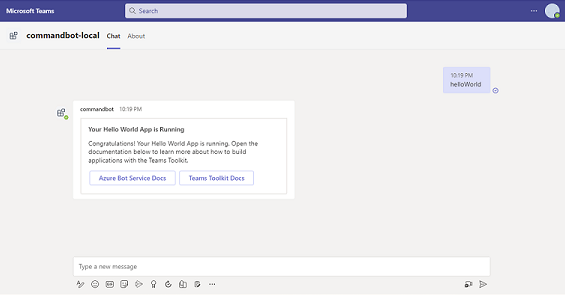 Microsoft Teams
Search
commandbot-local Chat About
10:19 PM
helloWorld
commandbot 10:19 PM
Your Hello World App is Running
Congratulations! Your Hello World App is running. Open the
documentation below to learn more about how to build
applications with the Teams Toolkit.
Azure Bot Service Docs Teams Toolkit Docs
Type a new message